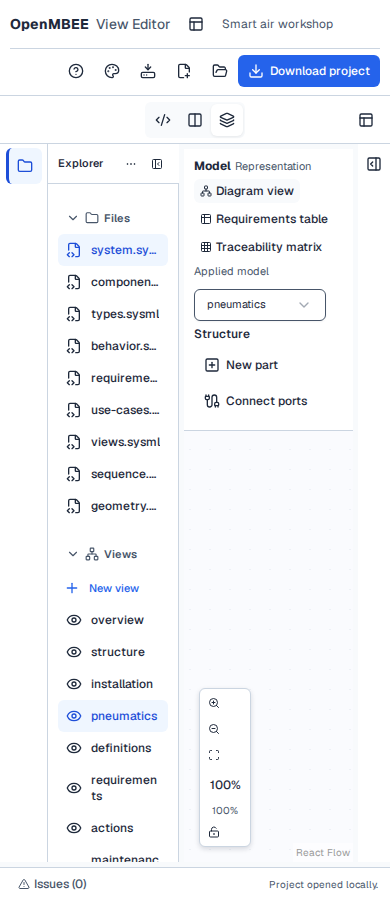 OpenMBEE View Editor Smart air workshop
Download project
Explorer ...
Files
system.sy...
componen...
types.sysml
behavior.s...
requireme...
use-cases....
views.sysml
sequence....
geometry....
Views
New view
overview
structure
installation
pneumatics
definitions
requiremen
ts
actions
maintenanc
Model Representation
Diagram view
Requirements table
Traceability matrix
Applied model
pneumatics
Structure
New part
Connect ports
100%
100%
React Flow
Issues (0)
Project opened locally.